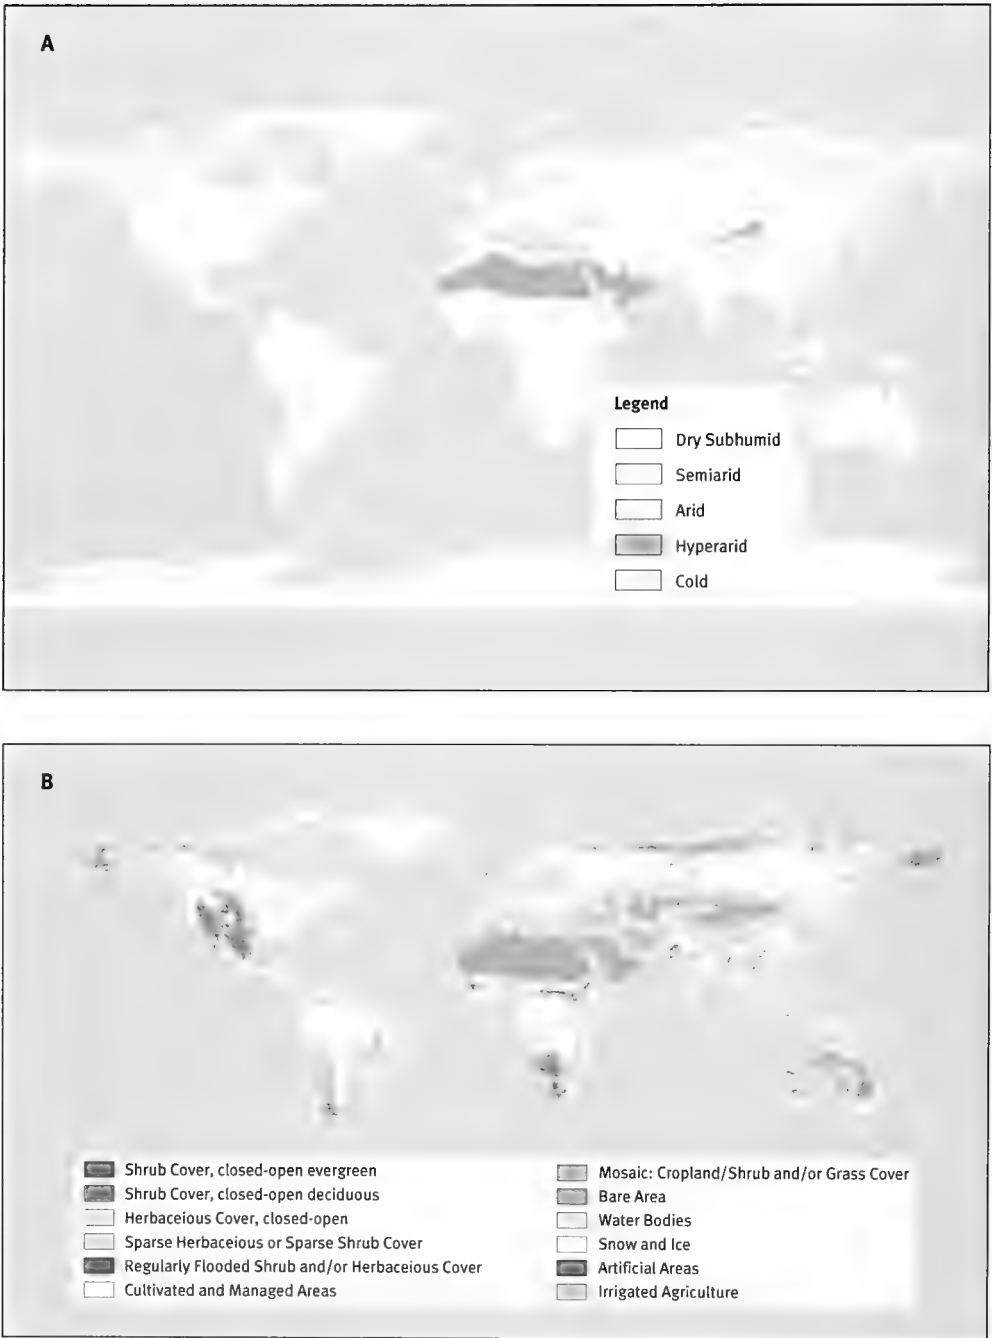 A
Legend
Dry Subhumid
Semiarid
Arid
Hyperarid
Cold
B
Shrub Cover, closed-open evergreen
Shrub Cover, closed-open deciduous
Herbaceious Cover, closed-open
Sparse Herbaceious or Sparse Shrub Cover
Regularly Flooded Shrub and/or Herbaceious Cover
Cultivated and Managed Areas
Mosaic: Cropland/Shrub and/or Grass Cover
Bare Area
Water Bodies
Snow and Ice
Artificial Areas
Irrigated Agriculture